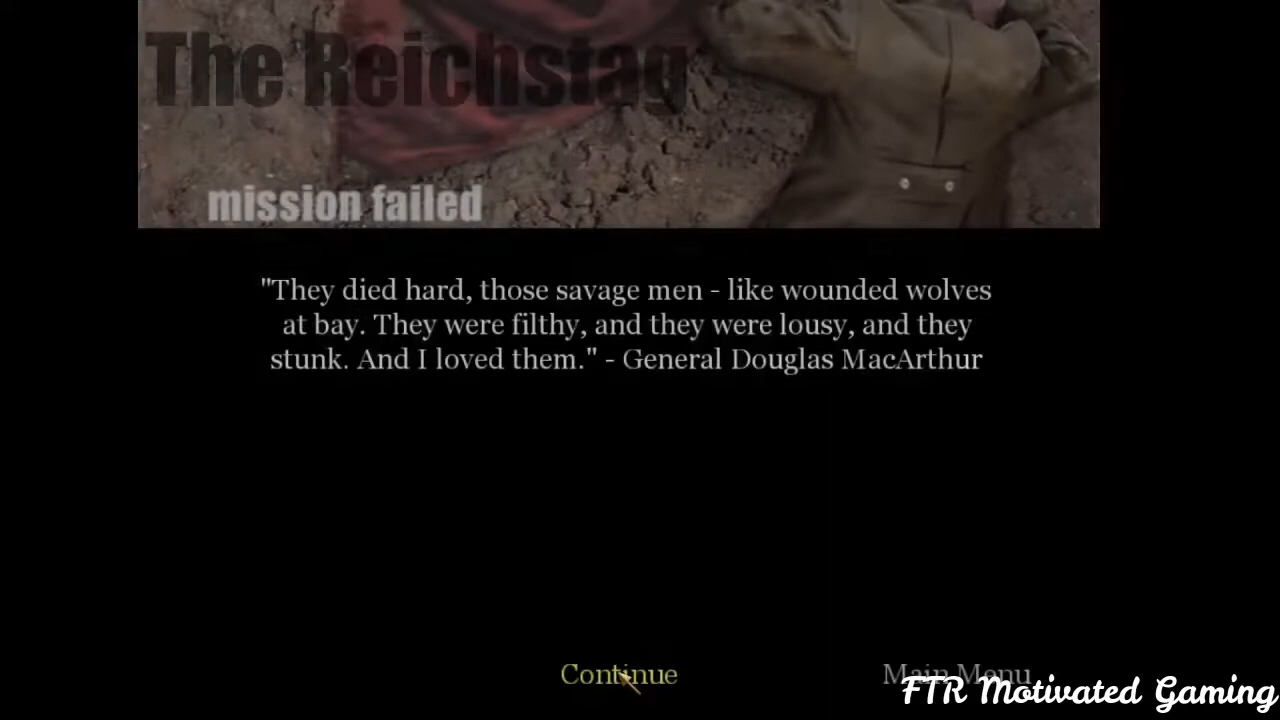 The Reichstag
mission failed
"They died hard, those savage men - like wounded wolves
at bay. They were filthy, and they were lousy, and they
stunk. And I loved them." - General Douglas MacArthur
Continue
Main Menu
FTR Motivated Gaming